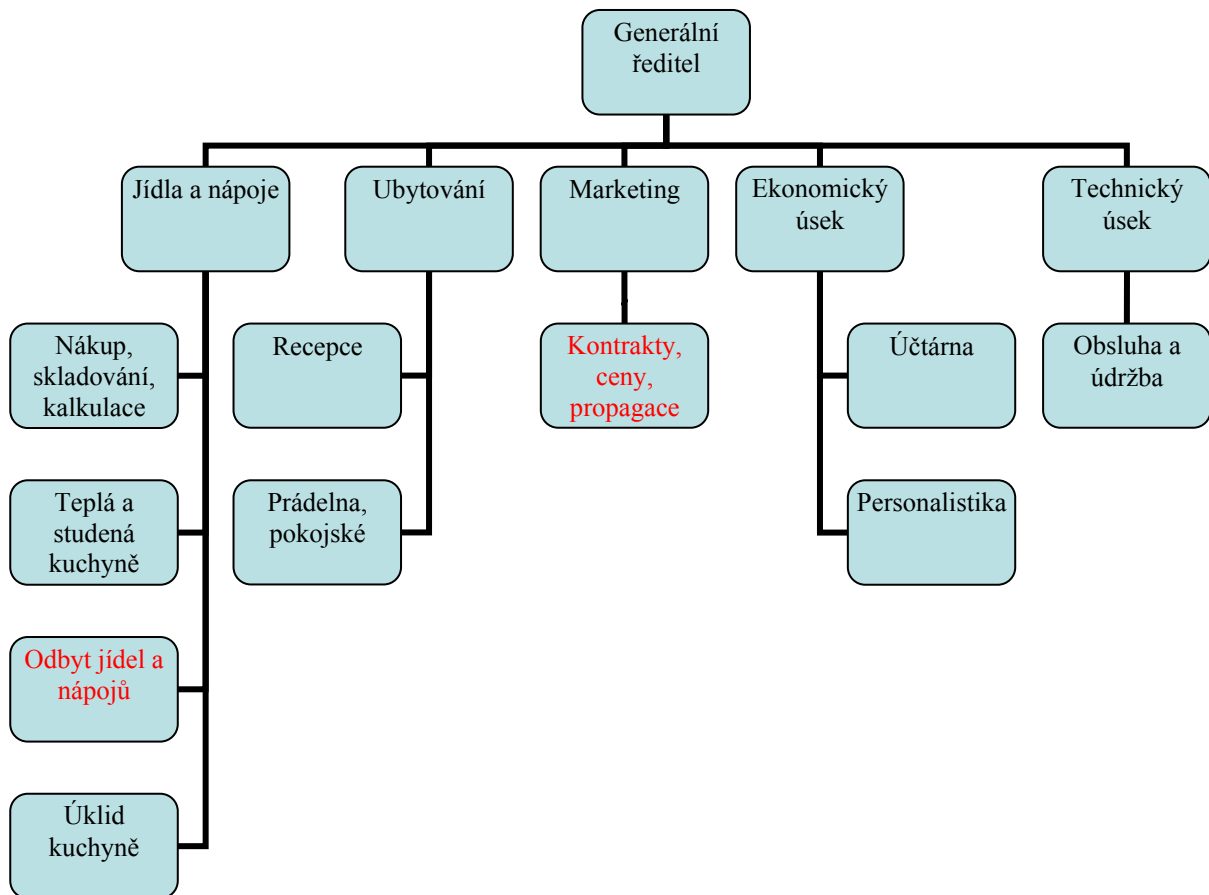 Generální
ředitel
Jídla a nápoje
Ubytování
Marketing
Ekonomický
úsek
Technický
úsek
Nákup,
skladování,
kalkulace
Recepce
Kontrakty,
ceny,
propagace
Účtárna
Obsluha a
údržba
Teplá a
studená
kuchyně
Prádelna,
pokojské
Personalistika
Odbyt jídel a
nápojů
Úklid
kuchyně